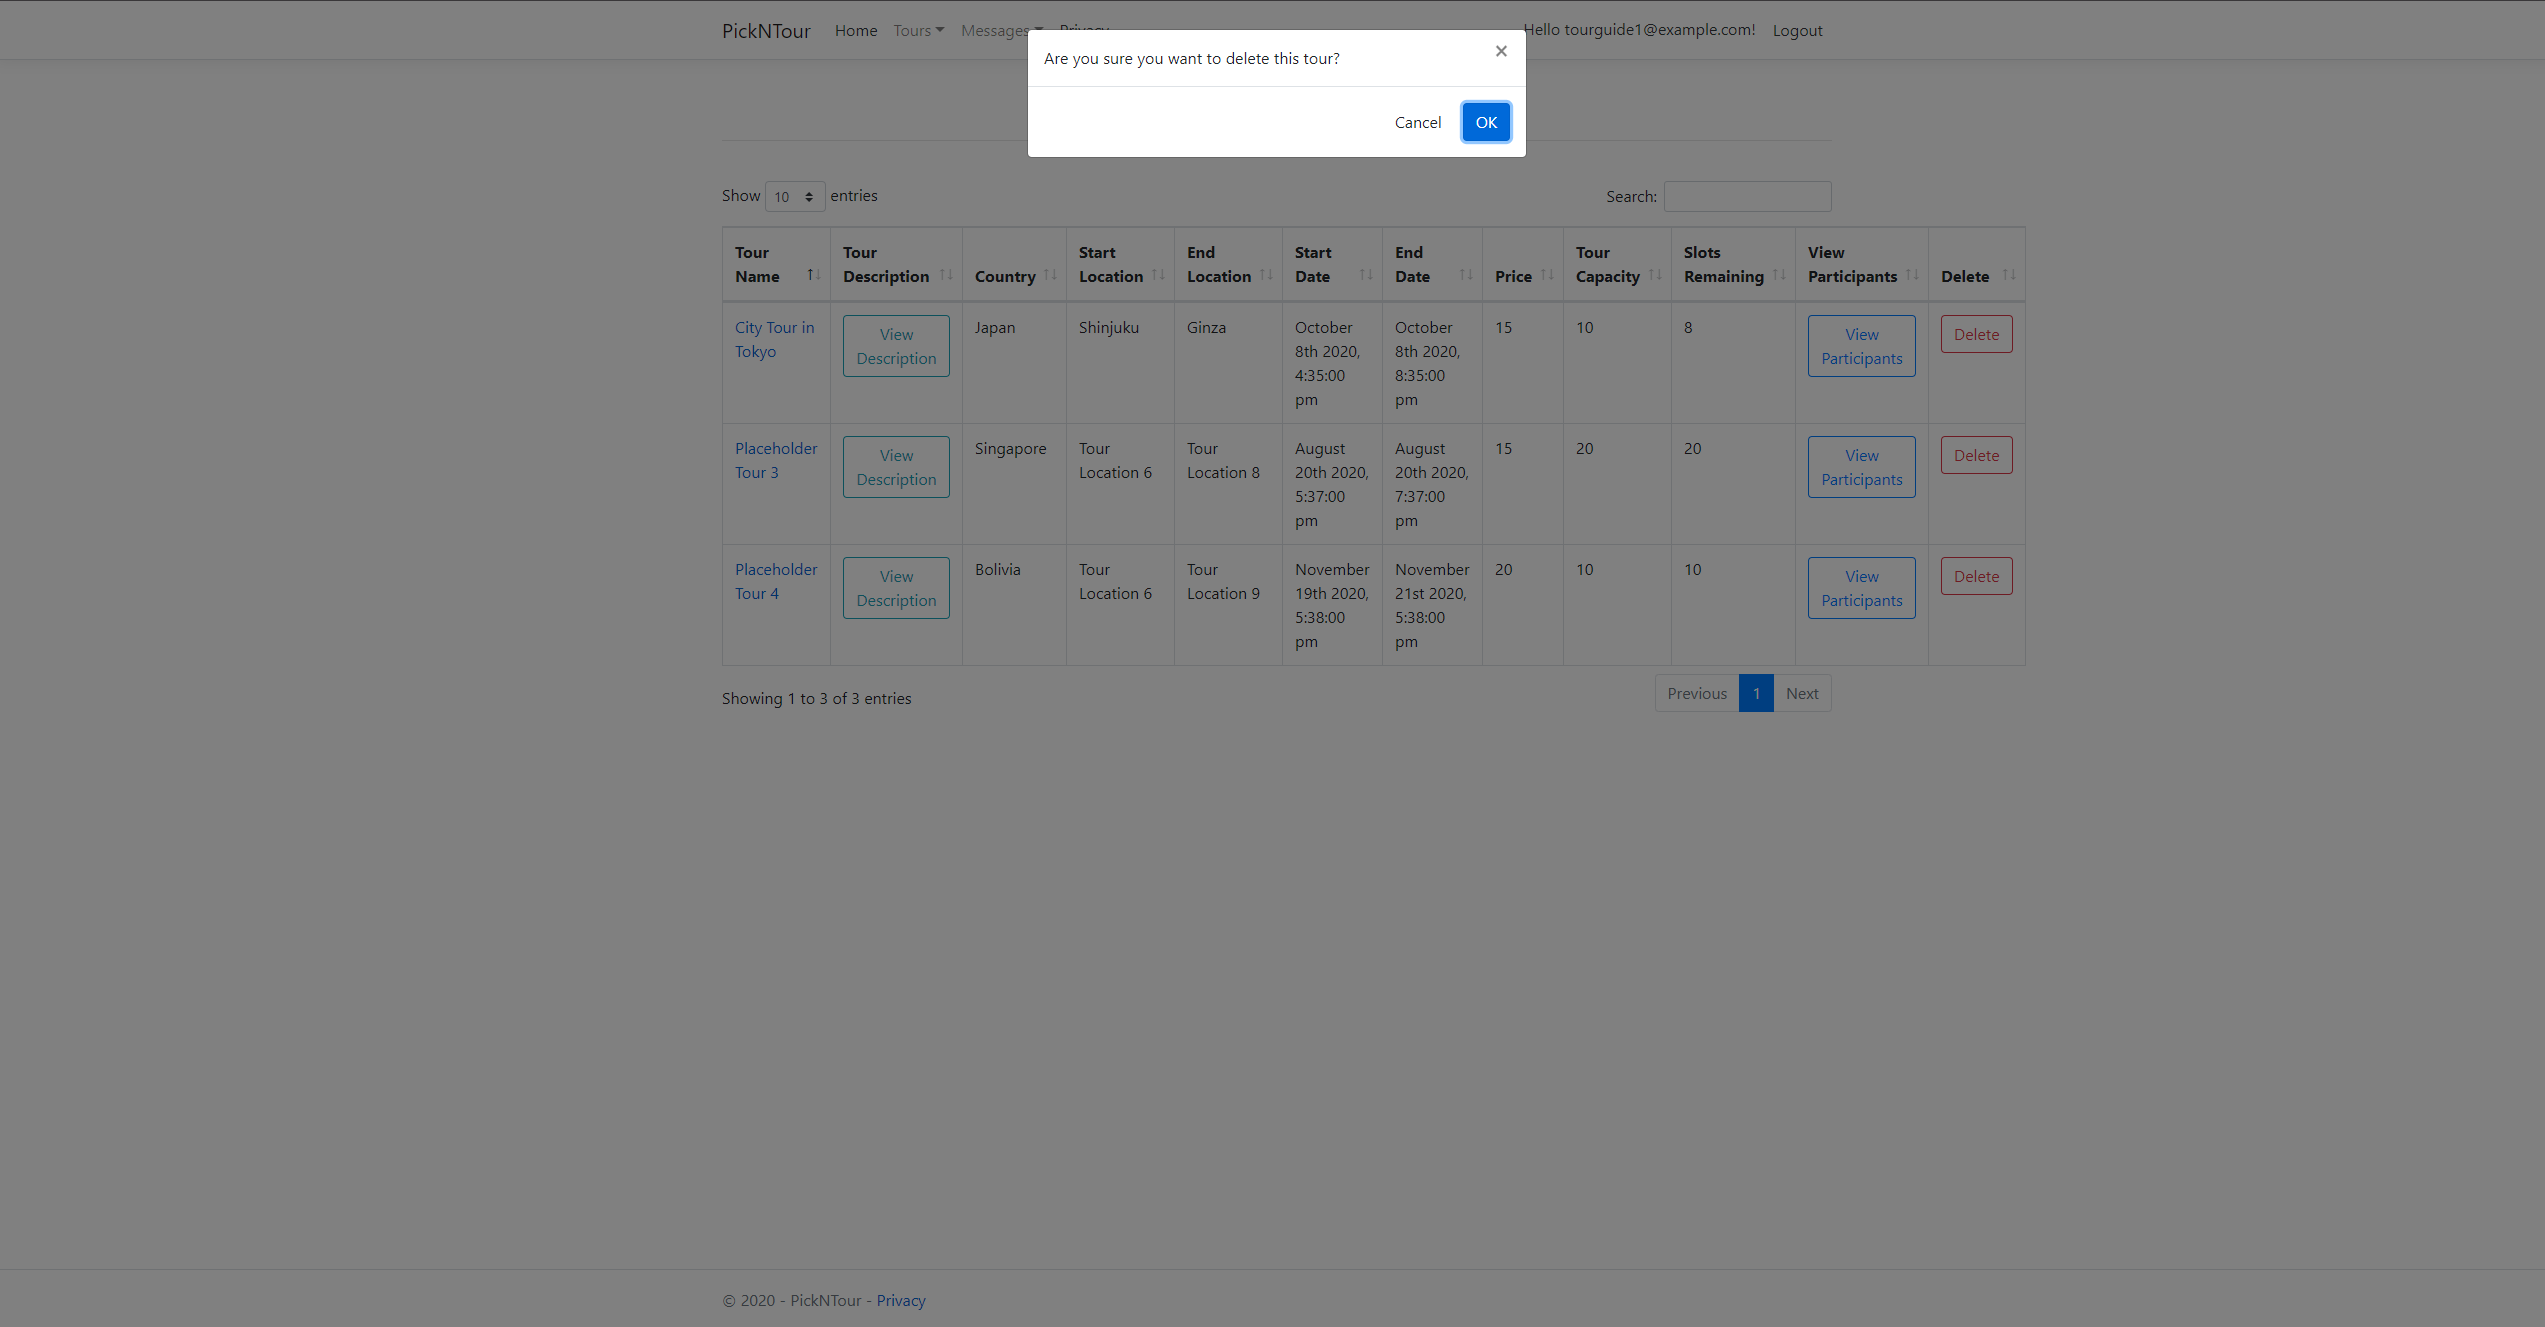 PickNTour Home Tours Messages Privacy Hello tourguide1@example.com! Logout
Are you sure you want to delete this tour? ×
Cancel OK
Show 10 entries Search:
Tour Name Tour Description Country Start Location End Location Start Date End Date Price Tour Capacity Slots Remaining View Participants Delete
City Tour in Tokyo View Description Japan Shinjuku Ginza October 8th 2020, 4:35:00 pm October 8th 2020, 8:35:00 pm 15 10 8 View Participants Delete
Placeholder Tour 3 View Description Singapore Tour Location 6 Tour Location 8 August 20th 2020, 5:37:00 pm August 20th 2020, 7:37:00 pm 15 20 20 View Participants Delete
Placeholder Tour 4 View Description Bolivia Tour Location 6 Tour Location 9 November 19th 2020, 5:38:00 pm November 21st 2020, 5:38:00 pm 20 10 10 View Participants Delete
Showing 1 to 3 of 3 entries Previous 1 Next
© 2020 - PickNTour - Privacy